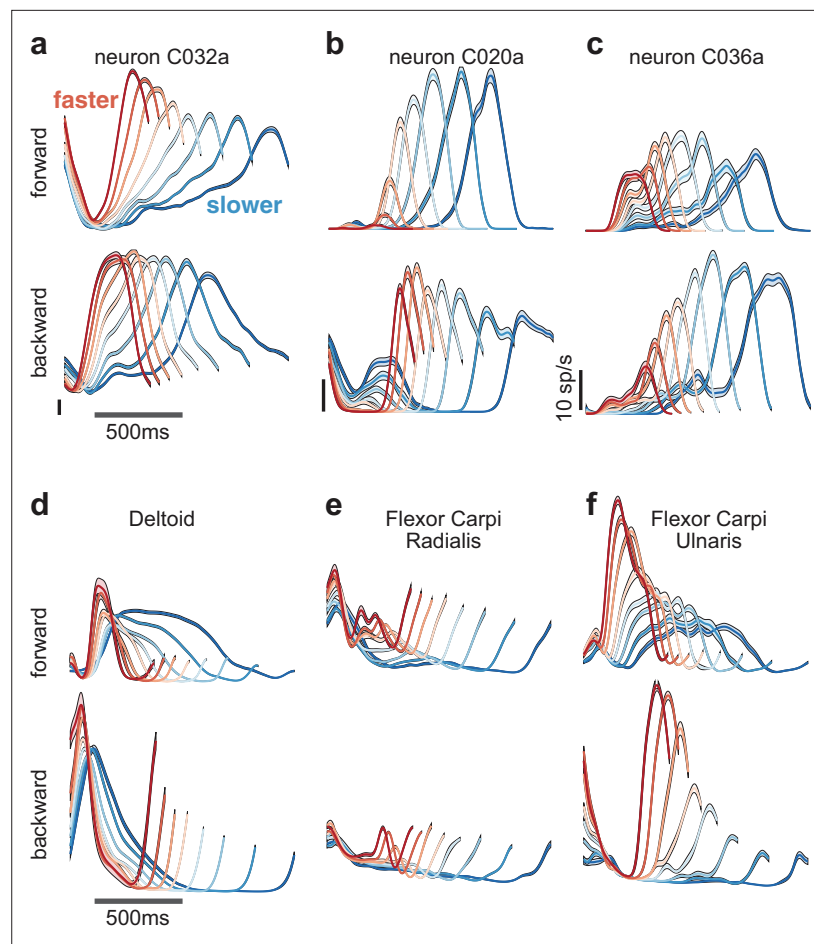 a
neuron C032a
b
neuron C020a
c
neuron C036a
faster
slower
forward
backward
500ms
10 sp/s
d
Deltoid
e
Flexor Carpi
Radialis
f
Flexor Carpi
Ulnaris
forward
backward
500ms